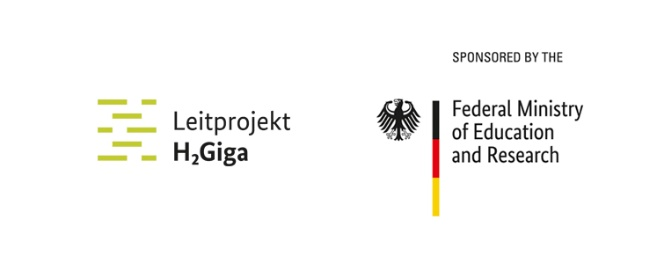 Leitprojekt
H₂Giga
SPONSORED BY THE
Federal Ministry
of Education
and Research